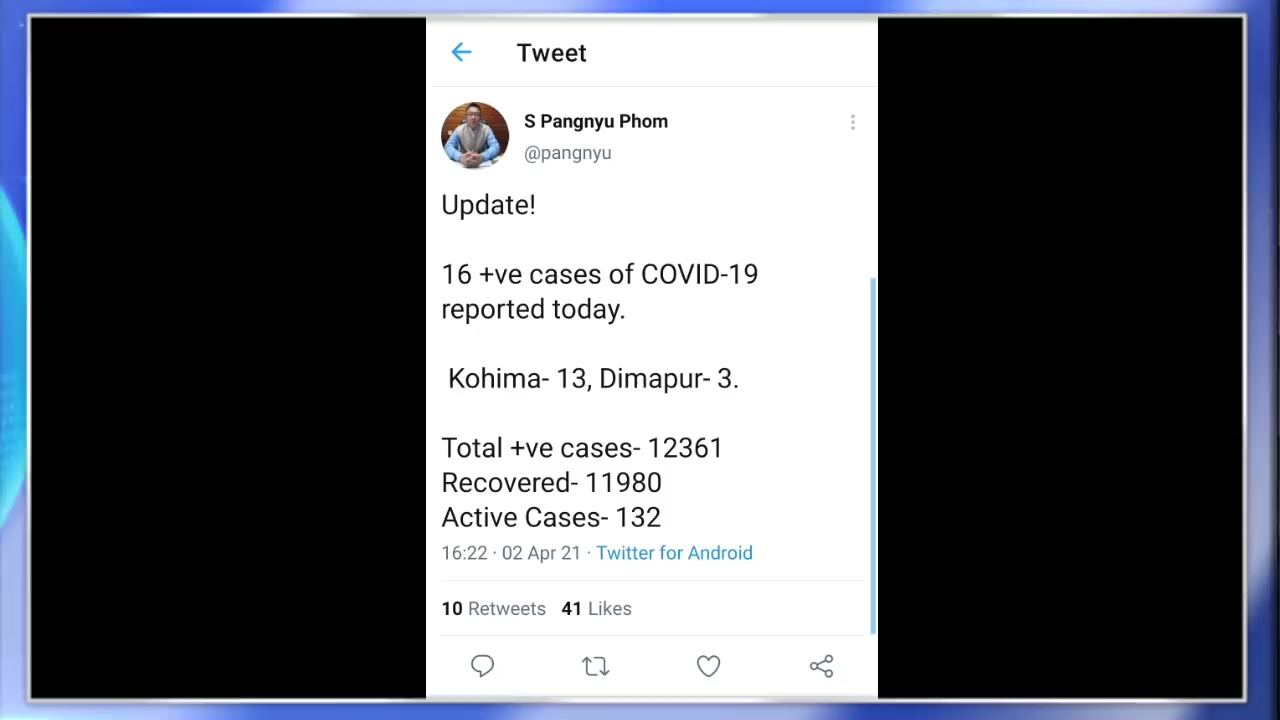 Tweet
S Pangnyu Phom
@pangnyu
Update!
16 +ve cases of COVID-19
reported today.
Kohima- 13, Dimapur- 3.
Total +ve cases- 12361
Recovered- 11980
Active Cases- 132
16:22 · 02 Apr 21 · Twitter for Android
10 Retweets 41 Likes